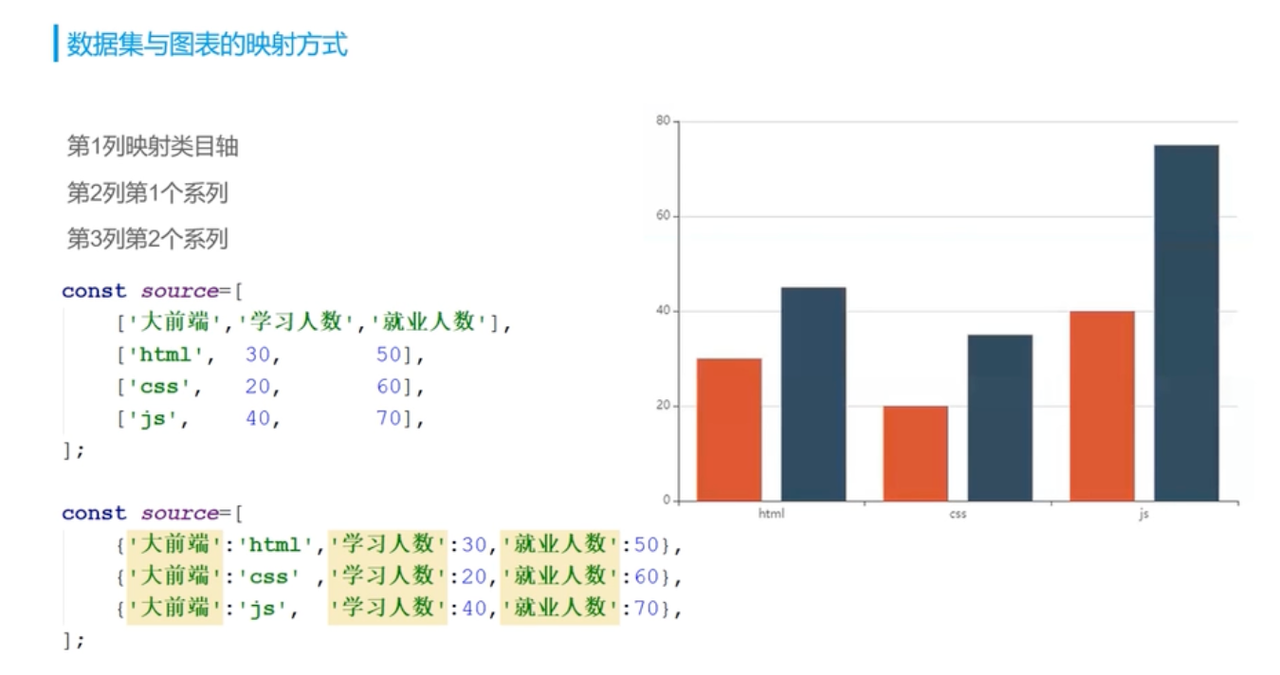 数据集与图表的映射方式
第1列映射类目轴
第2列第1个系列
第3列第2个系列
const source=[
['大前端','学习人数','就业人数'],
['html', 30, 50],
['css', 20, 60],
['js', 40, 70],
];
const source=[
{'大前端':'html','学习人数':30,'就业人数':50},
{'大前端':'css' ,'学习人数':20,'就业人数':60},
{'大前端':'js', '学习人数':40,'就业人数':70},
];
80
60
40
20
0
html css js